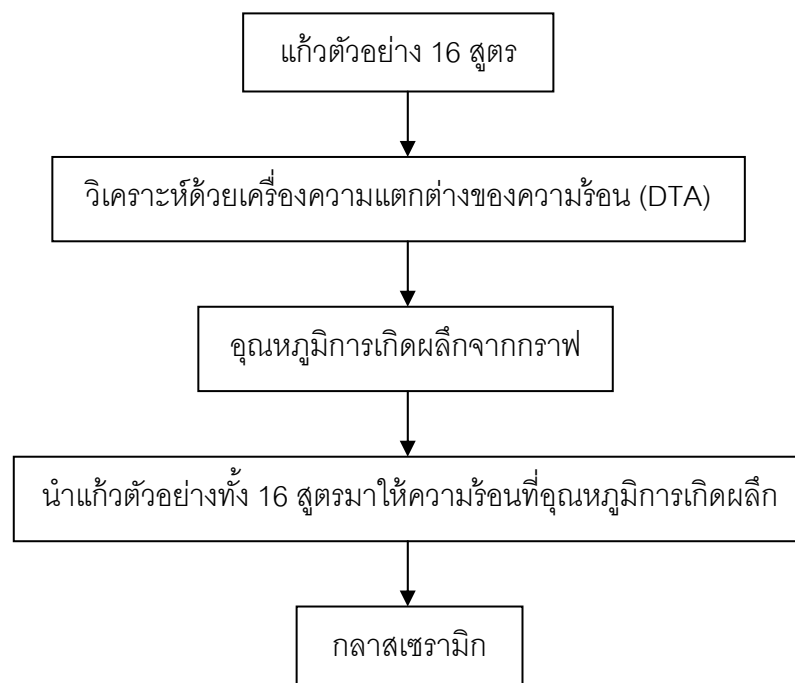 แก้วตัวอย่าง 16 สูตร
วิเคราะห์ด้วยเครื่องความแตกต่างของความร้อน (DTA)
อุณหภูมิการเกิดผลึกจากกราฟ
นำแก้วตัวอย่างทั้ง 16 สูตรมาให้ความร้อนที่อุณหภูมิการเกิดผลึก
กลาสเซรามิก